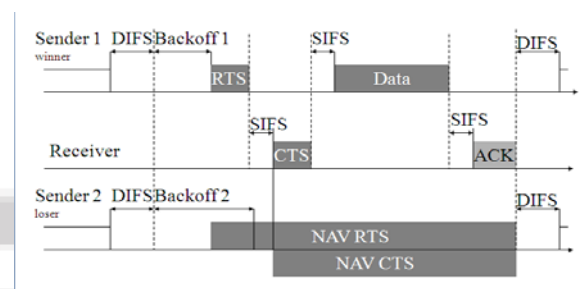 Sender 1 DIFS Backoff 1 SIFS DIFS
winner
RTS Data
SIFS SIFS
Receiver CTS ACK
Sender 2 DIFS Backoff 2 DIFS
loser
NAV RTS
NAV CTS